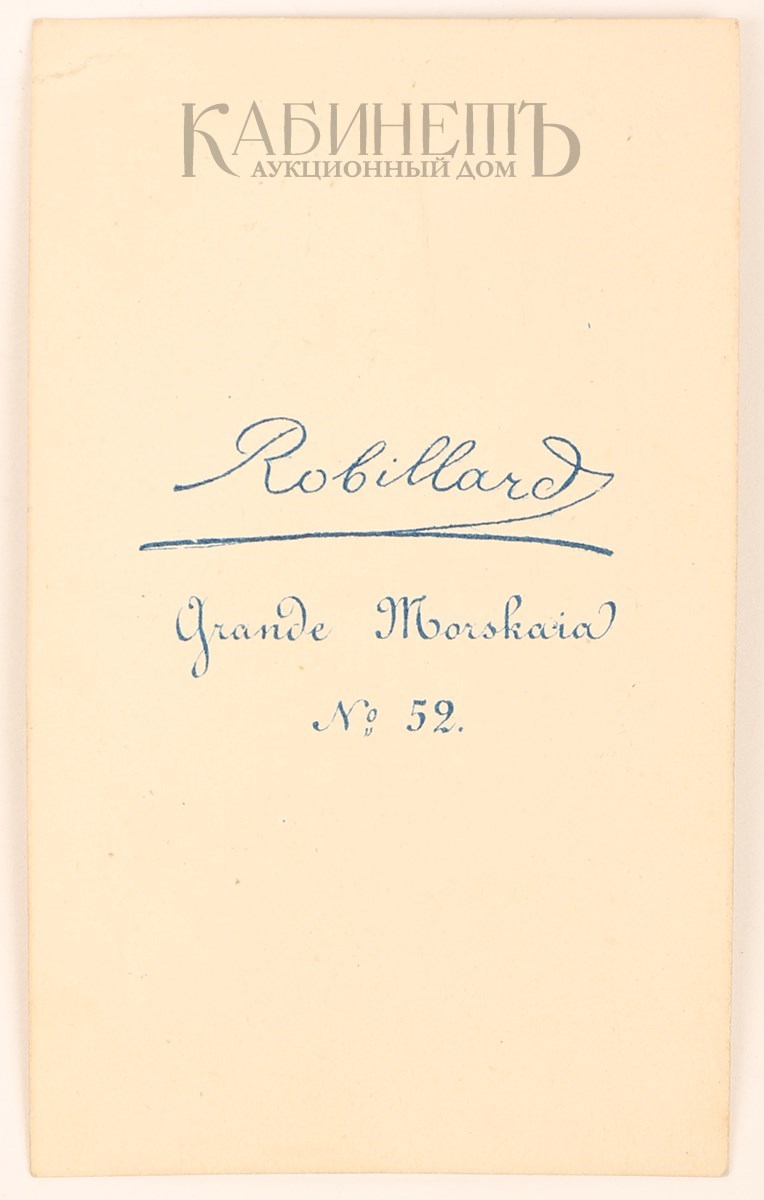 КАБИНЕТЪ
АУКЦИОННЫЙ ДОМ
Robillard
Grande Morskaia
№ 52.